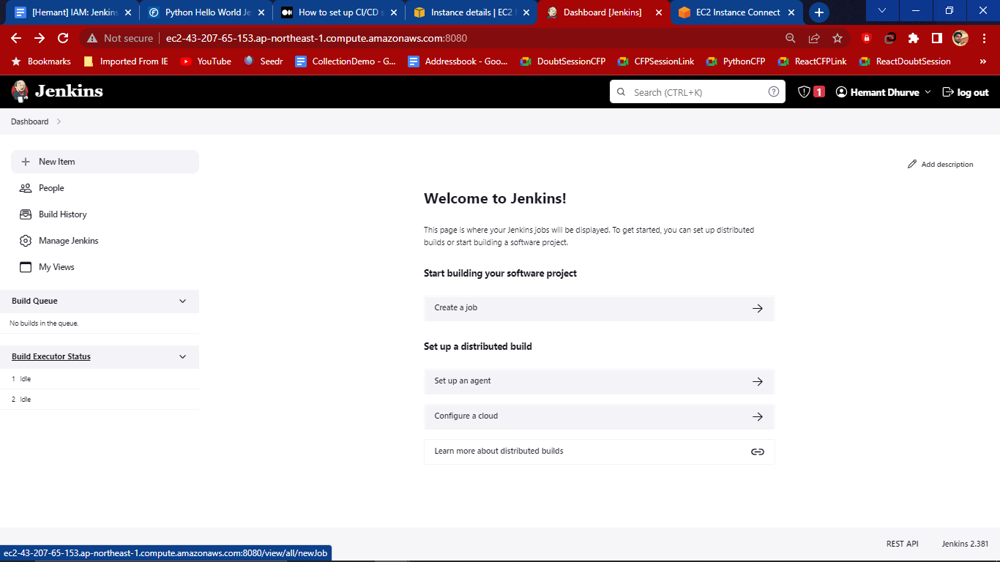 [Hemant] IAM: Jenkins
Python Hello World Je
How to set up CI/CD s
Instance details | EC2
Dashboard [Jenkins]
EC2 Instance Connect
Not secure
ec2-43-207-65-153.ap-northeast-1.compute.amazonaws.com:8080
Bookmarks
Imported From IE
YouTube
Seedr
CollectionDemo - G...
Addressbook - Goo...
DoubtSessionCFP
CFPSessionLink
PythonCFP
ReactCFPLink
ReactDoubtSession
»
Jenkins
Search (CTRL+K)
1
Hemant Dhurve
log out
Dashboard
New Item
People
Build History
Manage Jenkins
My Views
Build Queue
No builds in the queue.
Build Executor Status
1 Idle
2 Idle
Add description
Welcome to Jenkins!
This page is where your Jenkins jobs will be displayed. To get started, you can set up distributed
builds or start building a software project.
Start building your software project
Create a job
Set up a distributed build
Set up an agent
Configure a cloud
Learn more about distributed builds
REST API
Jenkins 2.381
ec2-43-207-65-153.ap-northeast-1.compute.amazonaws.com:8080/view/all/newJob